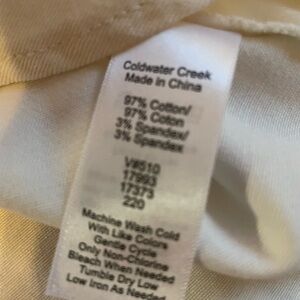 Coldwater Creek
Made in China
97% Cotton/
97% Coton
3% Spandex/
3% Spandex
V#510
17993
17373
220
Machine Wash Cold
With Like Colors
Gentle Cycle
Only Non-Chlorine
Bleach When Needed
Tumble Dry Low
Low Iron As Needed